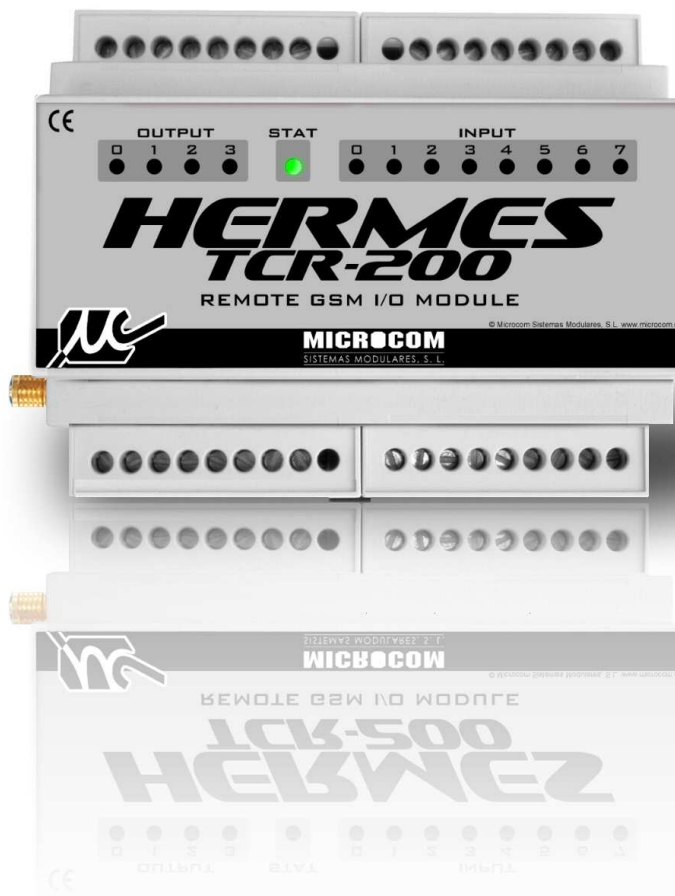 CE
OUTPUT STAT INPUT
0 1 2 3 0 1 2 3 4 5 6 7
HERMES
TCR-200
REMOTE GSM I/O MODULE
© Microcom Sistemas Modulares, S.L. www.microcom
μc
MICROCOM
SISTEMAS MODULARES, S. L.